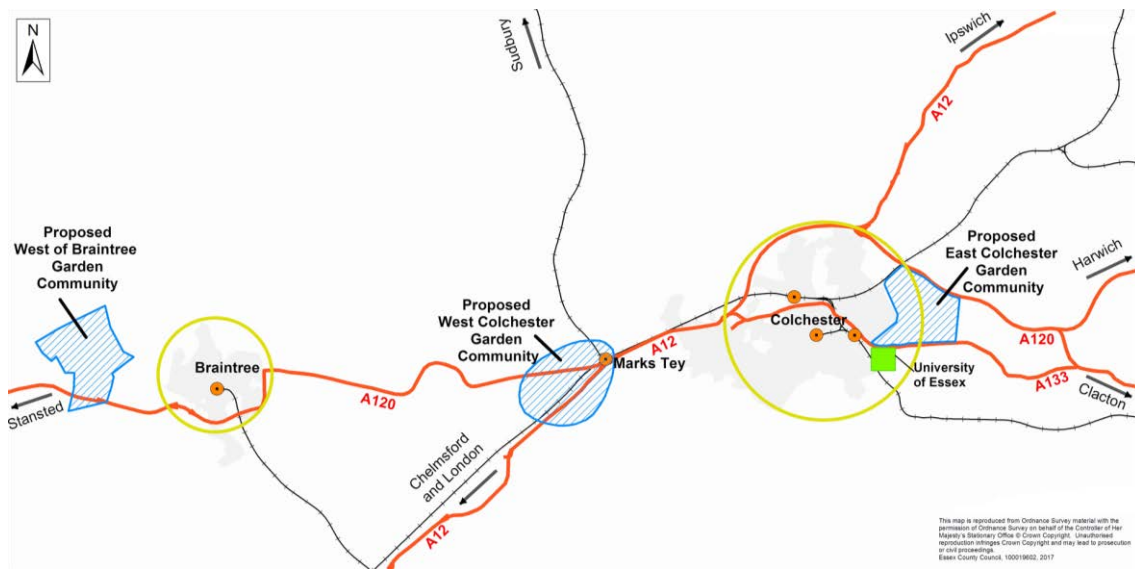 N
Sudbury
Ipswich
A12
Proposed
West of Braintree
Garden
Community
Proposed
East Colchester
Garden
Community
Harwich
Proposed
West Colchester
Garden
Community
Colchester
A12
Marks Tey
Braintree
A120
University
of Essex
A120
A133
Clacton
Stansted
Chelmsford
and London
A12
This map is reproduced from Ordnance Survey material with the
permission of Ordnance Survey on behalf of the Controller of Her
Majesty's Stationary Office © Crown Copyright. Unauthorised
reproduction infringes Crown Copyright and may lead to prosecution
or civil proceedings.
Essex County Council, 100019602, 2017